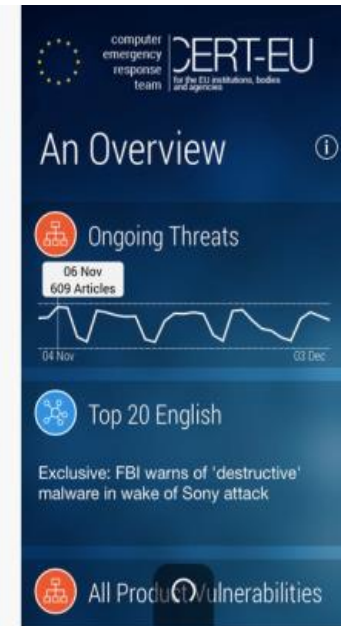 computer
emergency
response
team
CERT-EU
for the EU institutions, bodies
and agencies
An Overview
i
Ongoing Threats
06 Nov
609 Articles
04 Nov
03 Dec
Top 20 English
Exclusive: FBI warns of 'destructive'
malware in wake of Sony attack
All Product Vulnerabilities